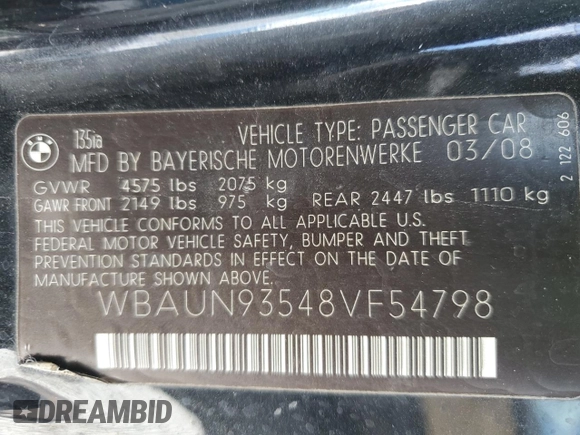 BMW
135ia
VEHICLE TYPE: PASSENGER CAR
MFD BY BAYERISCHE MOTORENWERKE 03/08
GVWR 4575 lbs 2075 kg
GAWR FRONT 2149 lbs 975 kg REAR 2447 lbs 1110 kg
THIS VEHICLE CONFORMS TO ALL APPLICABLE U.S.
FEDERAL MOTOR VEHICLE SAFETY, BUMPER AND THEFT
PREVENTION STANDARDS IN EFFECT ON THE DATE OF
MANUFACTURE SHOWN ABOVE.
WBAUN93548VF54798
2 122 606
DREAMBID